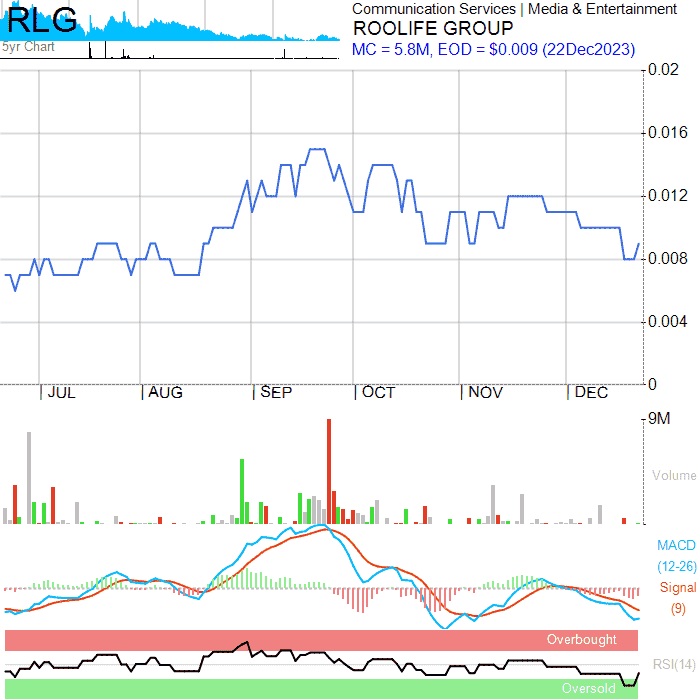 RLG
5yr Chart
Communication Services | Media & Entertainment
ROOLIFE GROUP
MC = 5.8M, EOD = $0.009 (22Dec2023)
0.02
0.016
0.012
0.008
0.004
0
JUL AUG SEP OCT NOV DEC
9M
Volume
MACD
(12-26)
Signal
(9)
Overbought
RSI(14)
Oversold